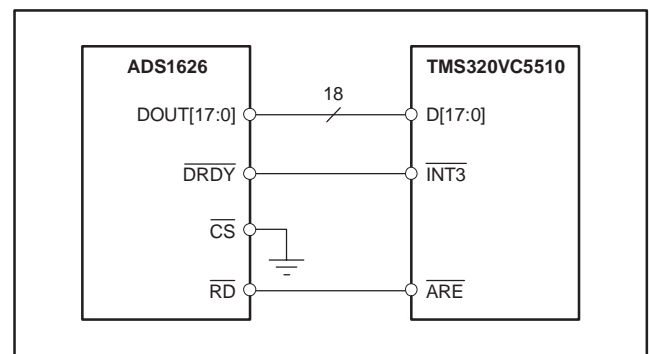 ADS1626 TMS320VC5510
18
DOUT[17:0] D[17:0]
DRDY INT3
CS
RD ARE